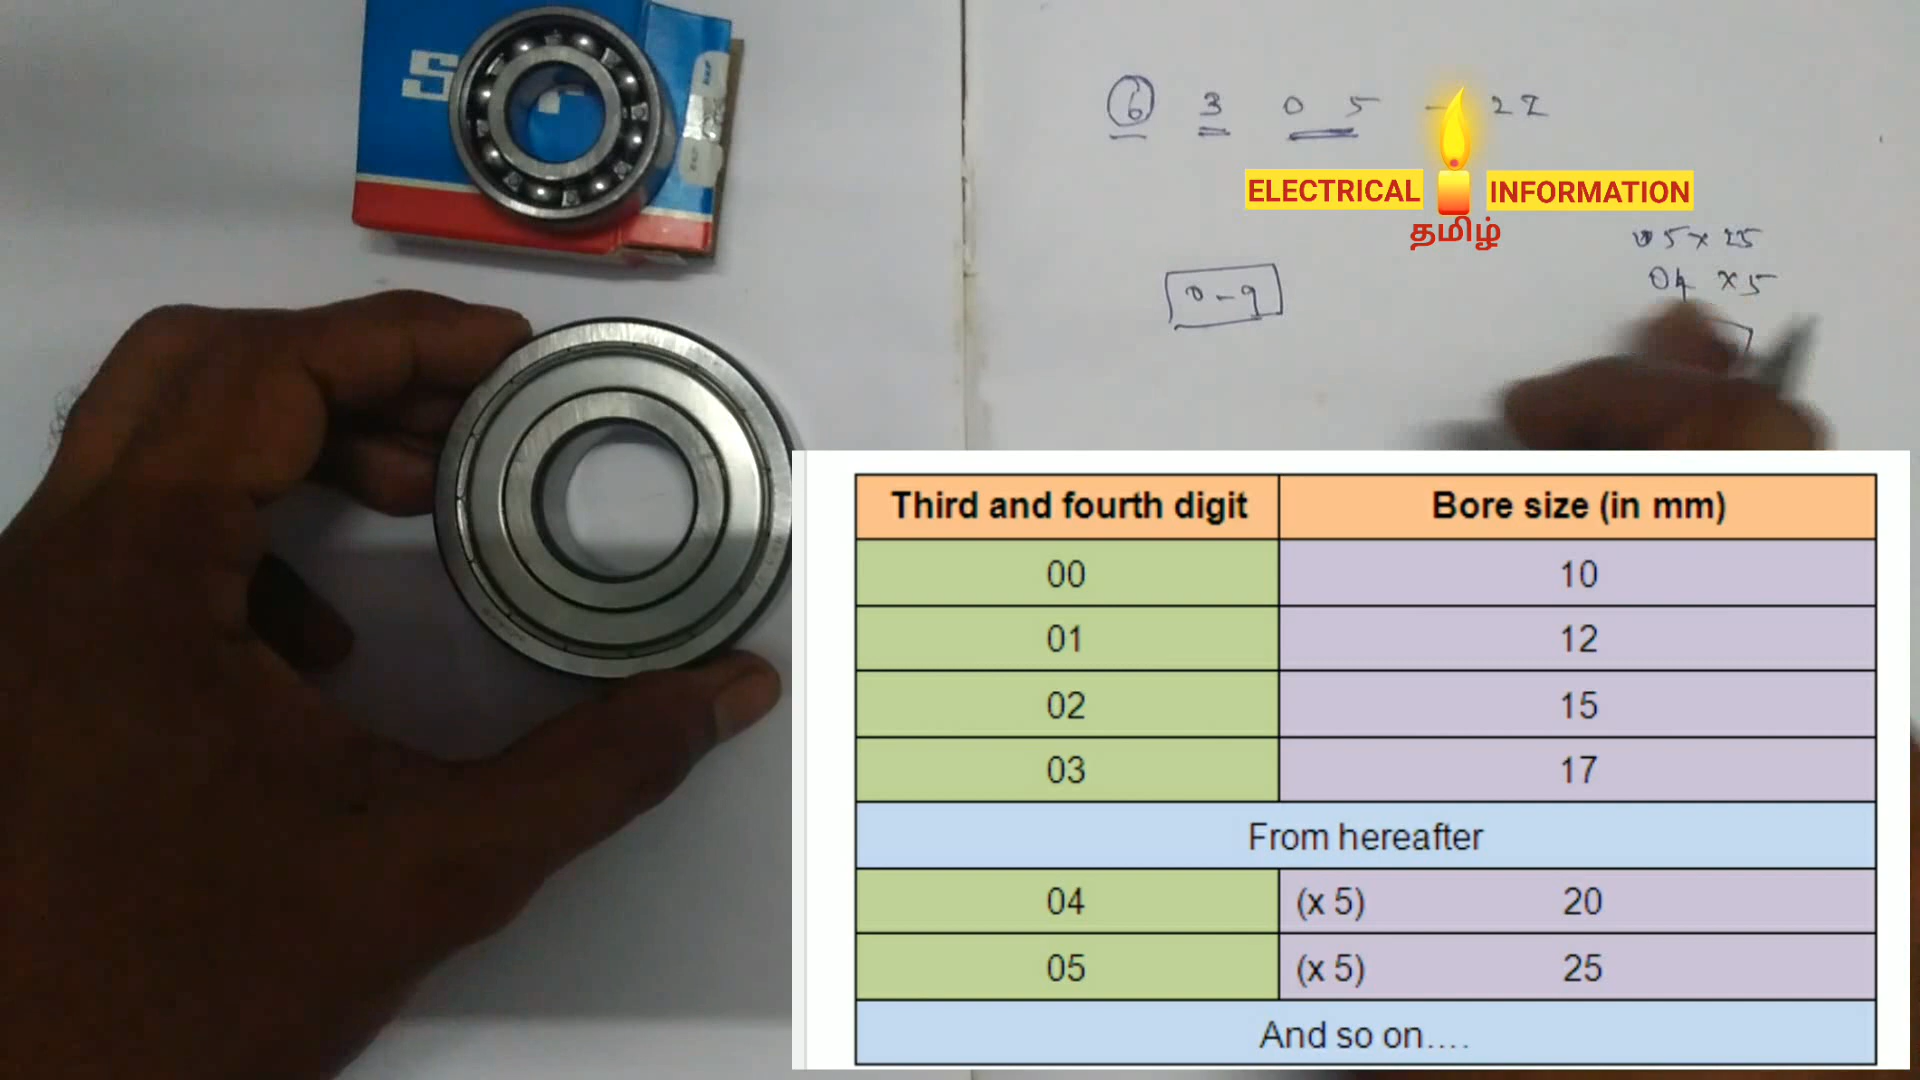 6 3 0 5 - 2Z
ELECTRICAL INFORMATION
தமிழ்
05 x 25
04 x5
0-9
Third and fourth digit Bore size (in mm)
00 10
01 12
02 15
03 17
From hereafter
04 (x 5) 20
05 (x 5) 25
And so on....